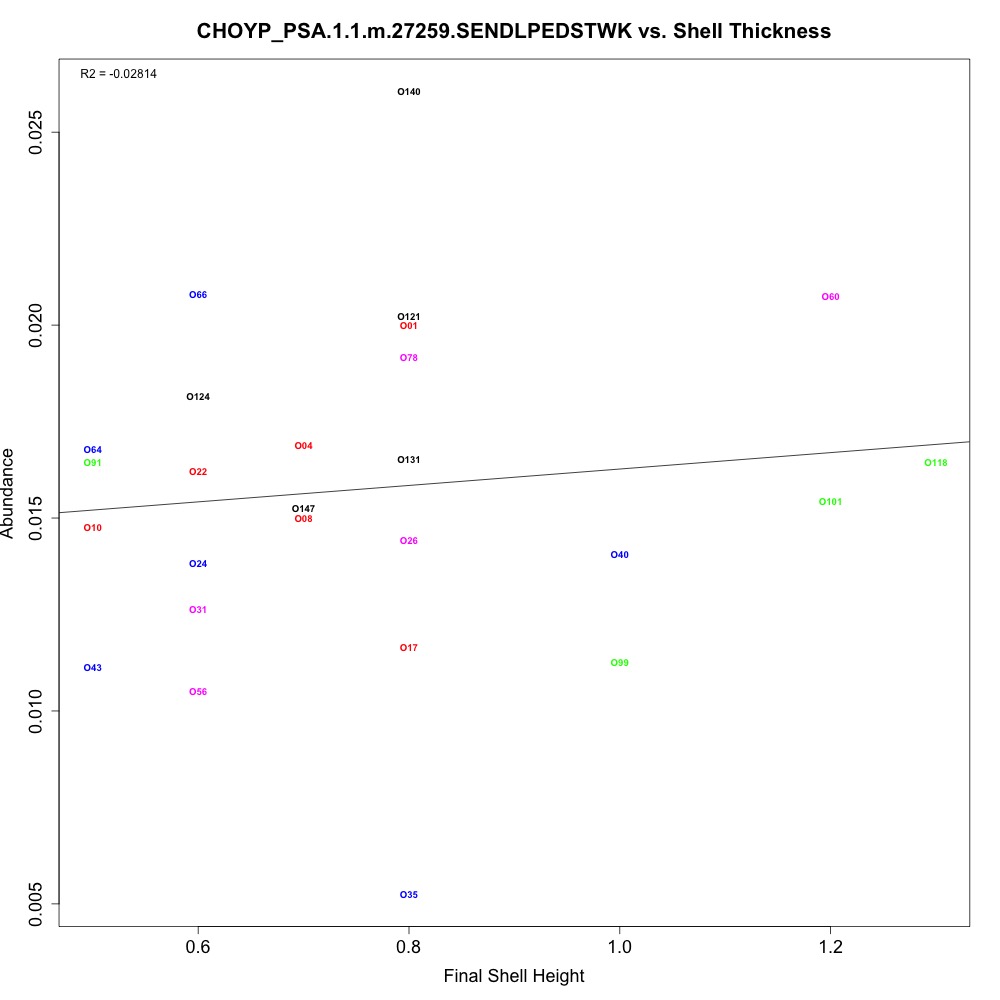 CHOYP_PSA.1.1.m.27259.SENDLPEDSTWK vs. Shell Thickness
R2 = -0.02814
O140
0.025
O66
O60
O121
0.020
O01
O78
O124
O04
O64
O131
O91
O118
O22
O101
O147
0.015
O08
O10
O26
O40
O24
O31
O17
O99
O43
O56
0.010
O35
0.005
Abundance
0.6
0.8
1.0
1.2
Final Shell Height